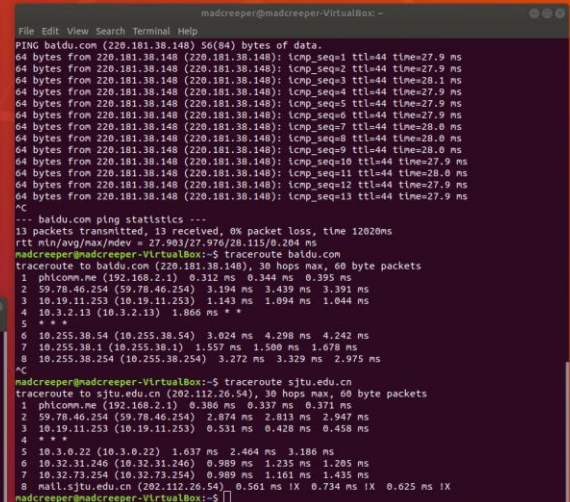 madcreeper@madcreeper-VirtualBox: ~
File Edit View Search Terminal Help
PING baidu.com (220.181.38.148) 56(84) bytes of data.
64 bytes from 220.181.38.148 (220.181.38.148): icmp_seq=1 ttl=44 time=27.9 ms
64 bytes from 220.181.38.148 (220.181.38.148): icmp_seq=2 ttl=44 time=27.9 ms
64 bytes from 220.181.38.148 (220.181.38.148): icmp_seq=3 ttl=44 time=28.1 ms
64 bytes from 220.181.38.148 (220.181.38.148): icmp_seq=4 ttl=44 time=27.9 ms
64 bytes from 220.181.38.148 (220.181.38.148): icmp_seq=5 ttl=44 time=27.9 ms
64 bytes from 220.181.38.148 (220.181.38.148): icmp_seq=6 ttl=44 time=27.9 ms
64 bytes from 220.181.38.148 (220.181.38.148): icmp_seq=7 ttl=44 time=28.0 ms
64 bytes from 220.181.38.148 (220.181.38.148): icmp_seq=8 ttl=44 time=28.0 ms
64 bytes from 220.181.38.148 (220.181.38.148): icmp_seq=9 ttl=44 time=28.0 ms
64 bytes from 220.181.38.148 (220.181.38.148): icmp_seq=10 ttl=44 time=27.9 ms
64 bytes from 220.181.38.148 (220.181.38.148): icmp_seq=11 ttl=44 time=28.0 ms
64 bytes from 220.181.38.148 (220.181.38.148): icmp_seq=12 ttl=44 time=27.9 ms
64 bytes from 220.181.38.148 (220.181.38.148): icmp_seq=13 ttl=44 time=27.9 ms
^C
--- baidu.com ping statistics ---
13 packets transmitted, 13 received, 0% packet loss, time 12020ms
rtt min/avg/max/mdev = 27.903/27.976/28.115/0.204 ms
madcreeper@madcreeper-VirtualBox:~$ traceroute baidu.com
traceroute to baidu.com (220.181.38.148), 30 hops max, 60 byte packets
1 phicomm.me (192.168.2.1) 0.312 ms 0.344 ms 0.395 ms
2 59.78.46.254 (59.78.46.254) 3.194 ms 3.439 ms 3.391 ms
3 10.19.11.253 (10.19.11.253) 1.143 ms 1.094 ms 1.044 ms
4 10.3.2.13 (10.3.2.13) 1.866 ms * *
5 * * *
6 10.255.38.54 (10.255.38.54) 3.024 ms 4.298 ms 4.242 ms
7 10.255.38.1 (10.255.38.1) 1.557 ms 1.500 ms 1.678 ms
8 10.255.38.254 (10.255.38.254) 3.272 ms 3.329 ms 2.975 ms
^C
madcreeper@madcreeper-VirtualBox:~$ traceroute sjtu.edu.cn
traceroute to sjtu.edu.cn (202.112.26.54), 30 hops max, 60 byte packets
1 phicomm.me (192.168.2.1) 0.386 ms 0.337 ms 0.371 ms
2 59.78.46.254 (59.78.46.254) 2.874 ms 2.813 ms 2.947 ms
3 10.19.11.253 (10.19.11.253) 0.531 ms 0.428 ms 0.458 ms
4 * * *
5 10.3.0.22 (10.3.0.22) 1.637 ms 2.464 ms 3.186 ms
6 10.32.31.246 (10.32.31.246) 0.989 ms 1.235 ms 1.205 ms
7 10.32.73.254 (10.32.73.254) 0.989 ms 1.161 ms 1.435 ms
8 mail.sjtu.edu.cn (202.112.26.54) 0.561 ms !X 0.734 ms !X 0.625 ms !X
madcreeper@madcreeper-VirtualBox:~$